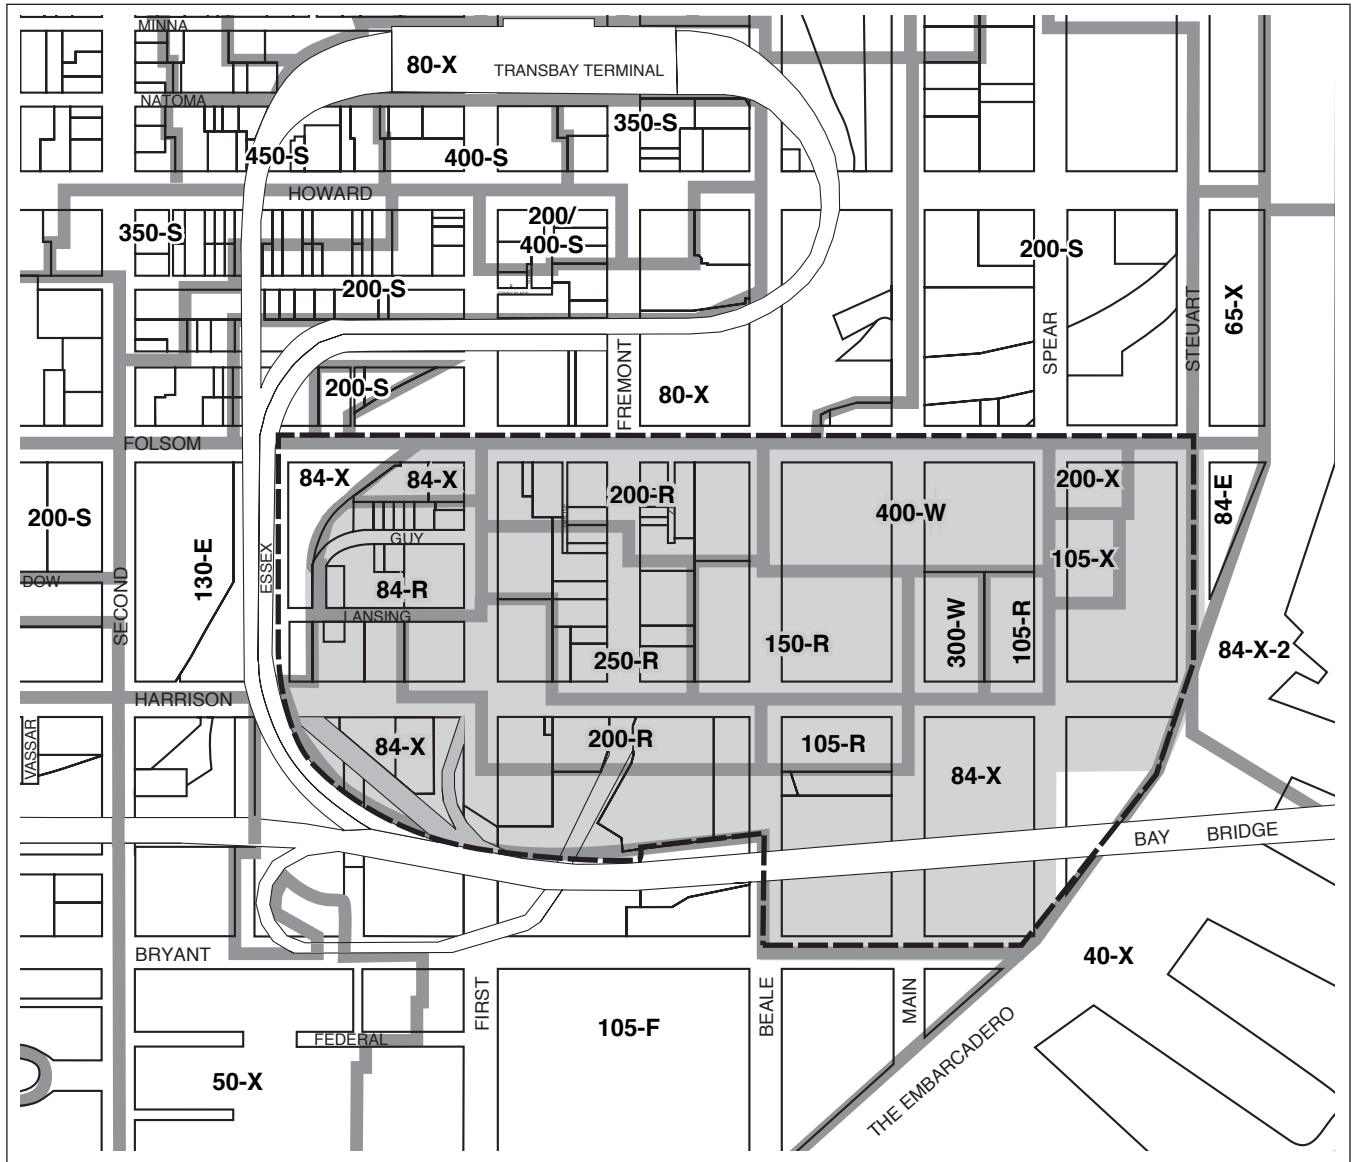 MINNA
80-X
TRANSBAY TERMINAL
NATOMA
350-S
450-S
400-S
HOWARD
350-S
200/
400-S
200-S
200-S
65-X
SPEAR
STEUART
FREMONT
200-S
80-X
FOLSOM
84-X
84-X
200-R
400-W
200-X
84-E
200-S
130-E
ESSEX
GUY
105-X
DOW
SECOND
84-R
LANSING
250-R
150-R
300-W
105-R
84-X-2
HARRISON
VASSAR
84-X
200-R
105-R
84-X
BAY BRIDGE
BRYANT
40-X
FIRST
105-F
BEALE
MAIN
THE EMBARCADERO
FEDERAL
50-X